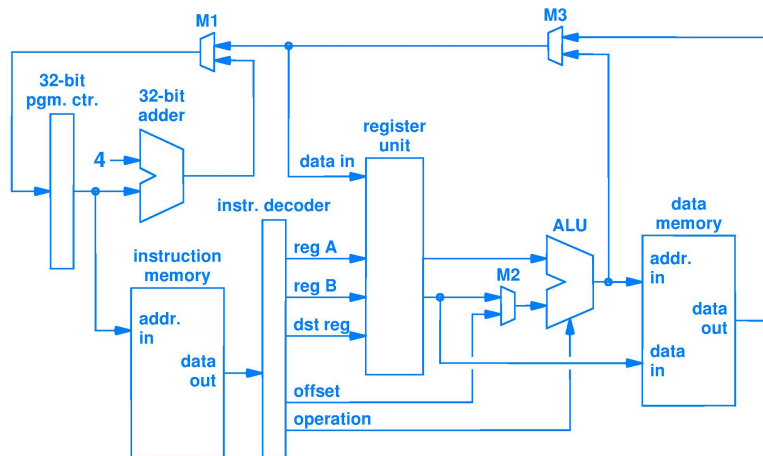 M1
M3
32-bit
pgm. ctr.
32-bit
adder
4
register
unit
data in
instr. decoder
data
memory
ALU
instruction
memory
reg A
reg B
dst reg
M2
addr.
in
addr.
in
data
out
data
out
data
in
offset
operation